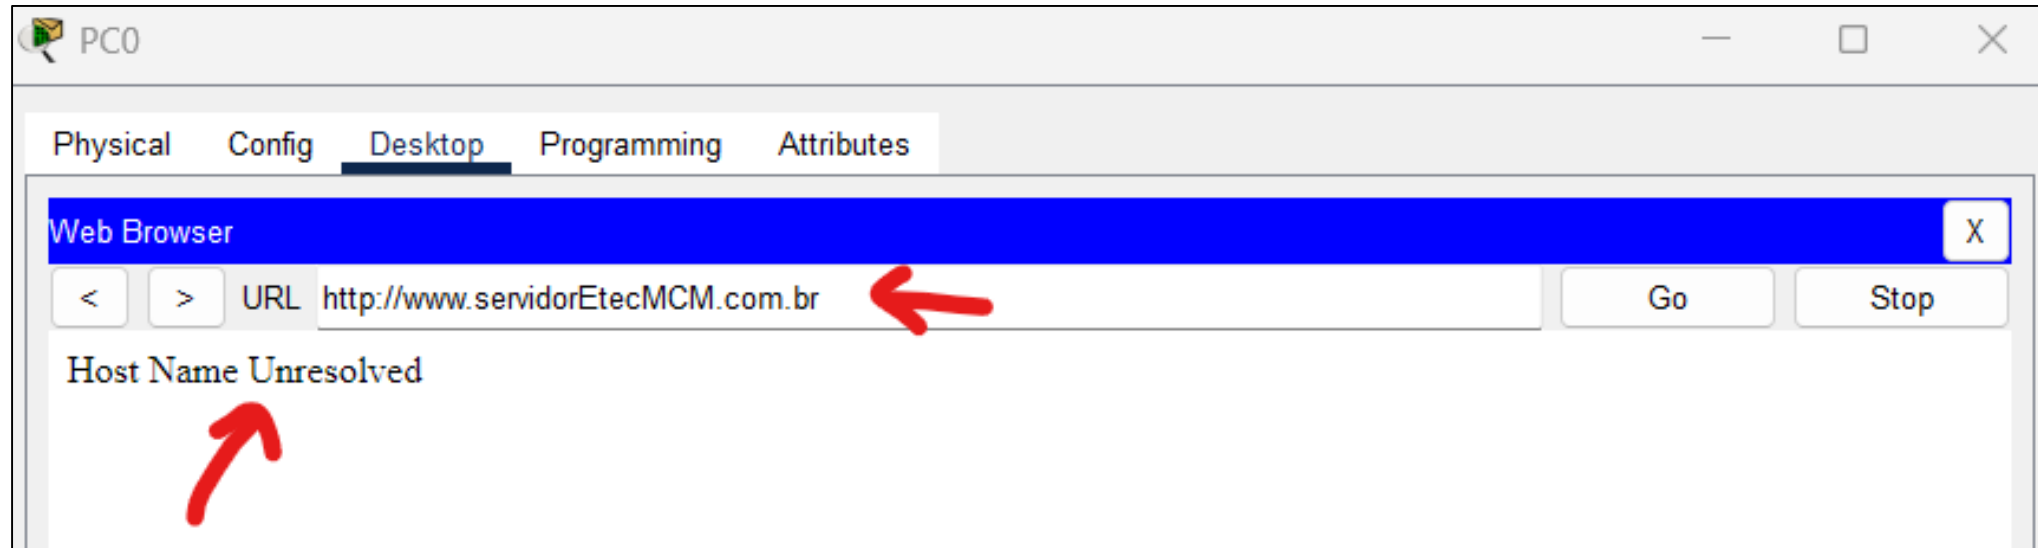 PC0
Physical Config Desktop Programming Attributes
Web Browser X
< > URL http://www.servidorEtecMCM.com.br Go Stop
Host Name Unresolved